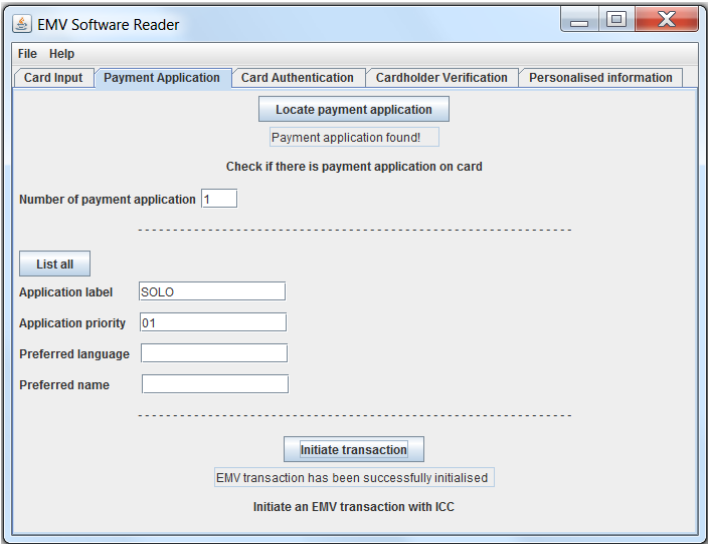 EMV Software Reader
File Help
Card Input Payment Application Card Authentication Cardholder Verification Personalised information
Locate payment application
Payment application found!
Check if there is payment application on card
Number of payment application 1
List all
Application label SOLO
Application priority 01
Preferred language
Preferred name
Initiate transaction
EMV transaction has been successfully initialised
Initiate an EMV transaction with ICC